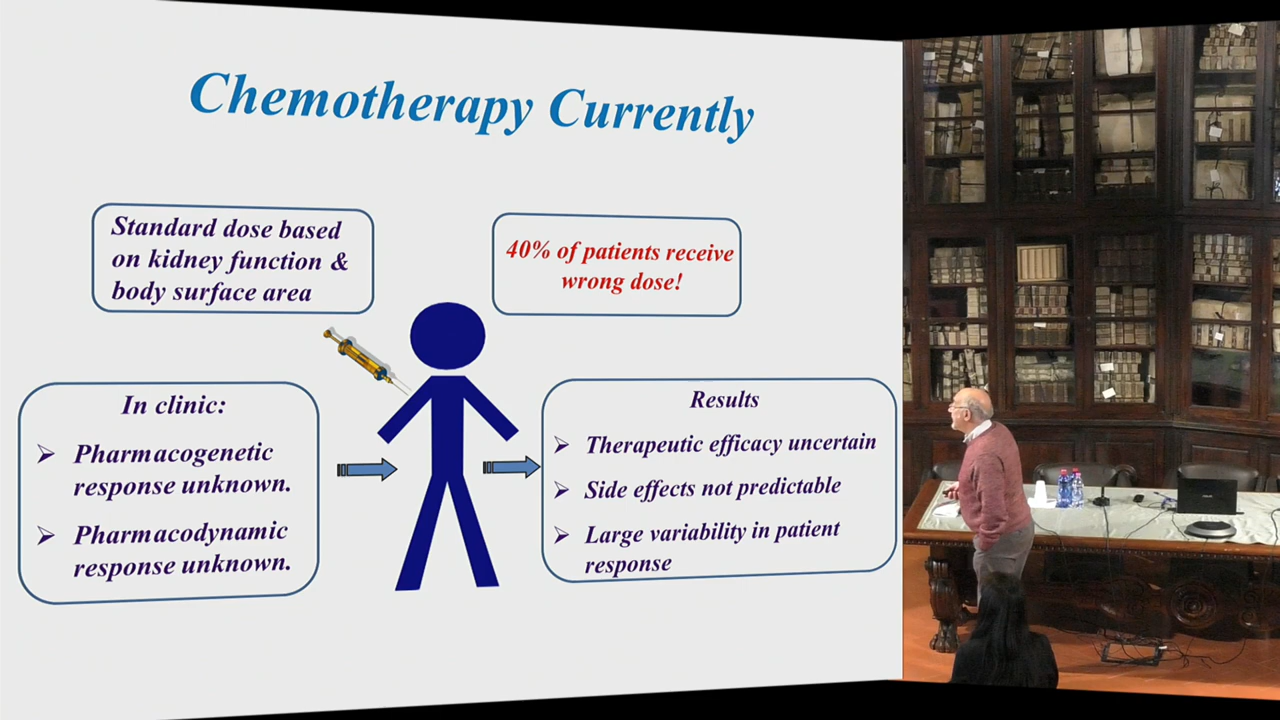 Chemotherapy Currently
Standard dose based
on kidney function &
body surface area
40% of patients receive
wrong dose!
In clinic:
➢ Pharmacogenetic
response unknown.
➢ Pharmacodynamic
response unknown.
Results
➢ Therapeutic efficacy uncertain
➢ Side effects not predictable
➢ Large variability in patient
response